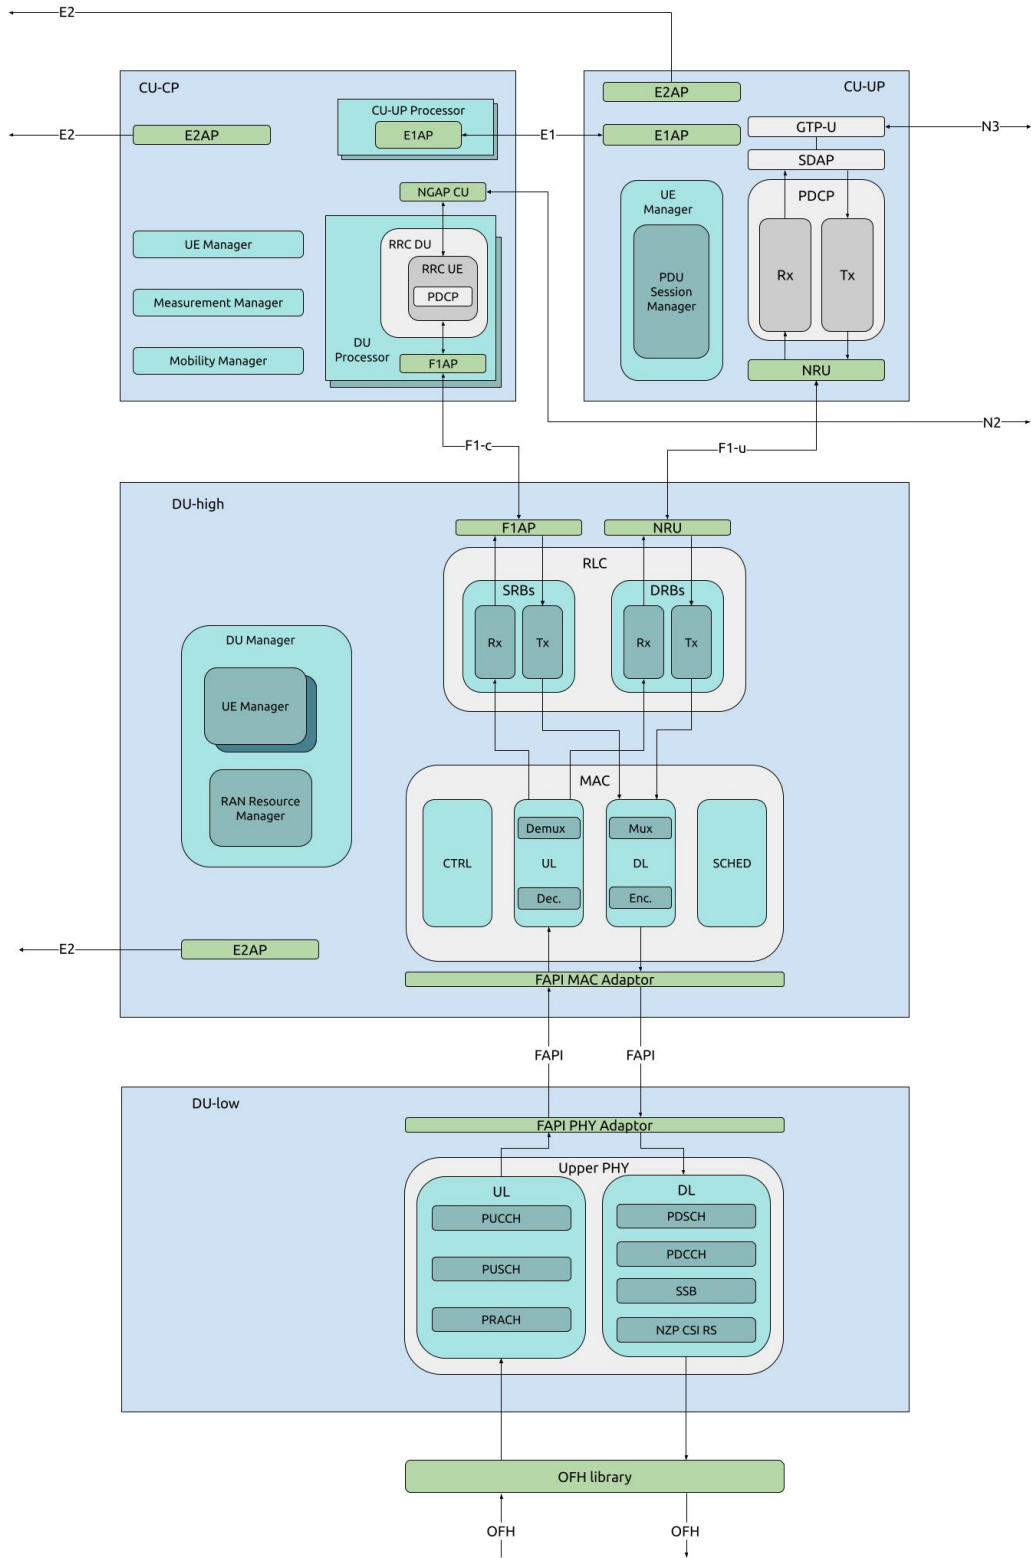 E2
CU-CP
CU-UP Processor
E1AP
E2
E2AP
E1
NGAP CU
RRC DU
RRC UE
PDCP
DU
Processor
F1AP
UE Manager
Measurement Manager
Mobility Manager
CU-UP
E2AP
E1AP
GTP-U
N3
SDAP
PDCP
Rx
Tx
UE
Manager
PDU
Session
Manager
NRU
N2
F1-c
F1-u
DU-high
F1AP
NRU
RLC
SRBs
DRBs
Rx
Tx
Rx
Tx
DU Manager
UE Manager
RAN Resource
Manager
MAC
CTRL
Demux
UL
Dec.
Mux
DL
Enc.
SCHED
E2
E2AP
FAPI MAC Adaptor
FAPI
FAPI
DU-low
FAPI PHY Adaptor
Upper PHY
UL
PUCCH
PUSCH
PRACH
DL
PDSCH
PDCCH
SSB
NZP CSI RS
OFH library
OFH
OFH